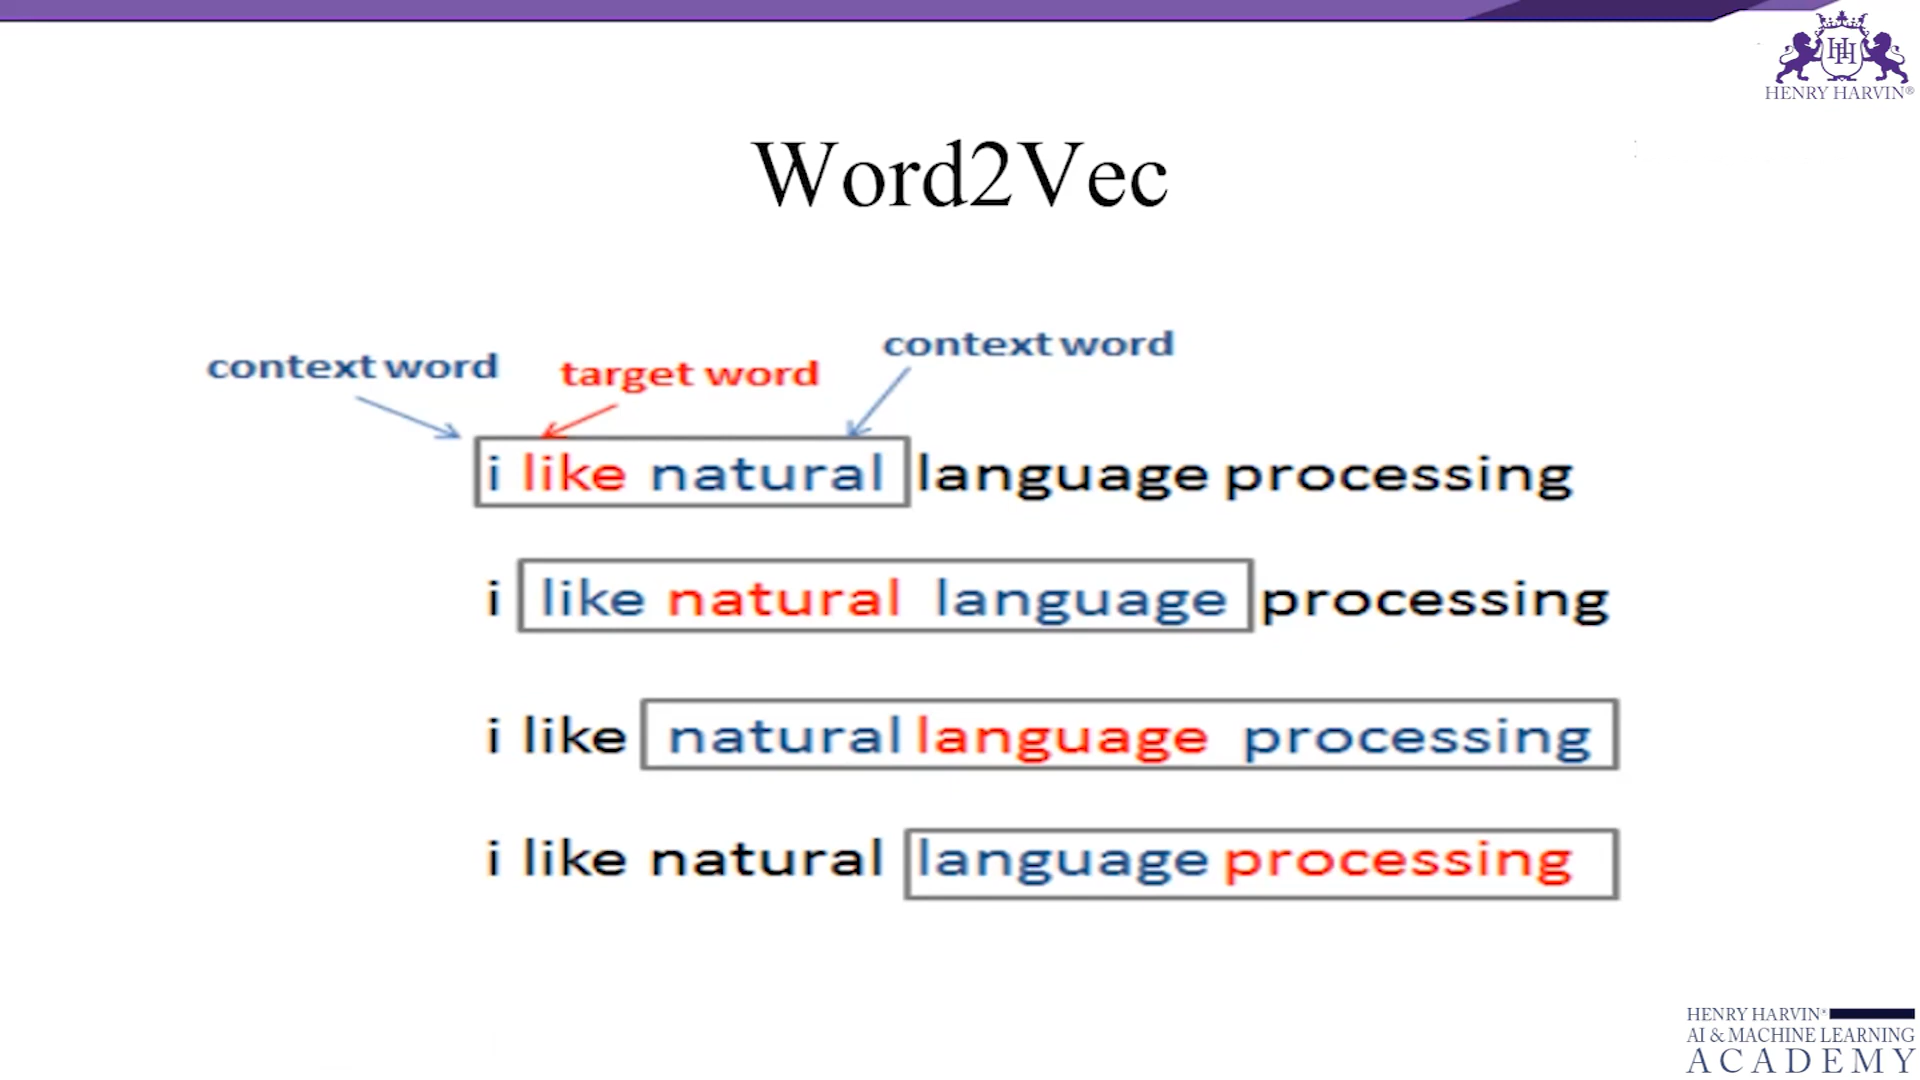 HENRY HARVIN®
Word2Vec
context word target word context word
i like natural language processing
i like natural language processing
i like natural language processing
i like natural language processing
HENRY HARVIN®
AI & MACHINE LEARNING
ACADEMY